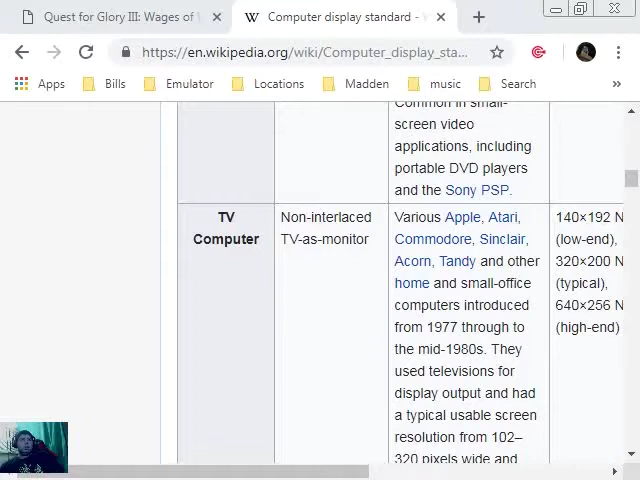 Quest for Glory III: Wages of
Computer display standard -
https://en.wikipedia.org/wiki/Computer_display_sta...
Apps
Bills
Emulator
Locations
Madden
music
Search
»
Common in small-
screen video
applications, including
portable DVD players
and the Sony PSP.
TV
Computer
Non-interlaced
TV-as-monitor
Various Apple, Atari,
Commodore, Sinclair,
Acorn, Tandy and other
home and small-office
computers introduced
from 1977 through to
the mid-1980s. They
used televisions for
display output and had
a typical usable screen
resolution from 102–
320 pixels wide and
140×192 N
(low-end),
320×200 N
(typical),
640×256 N
(high-end)